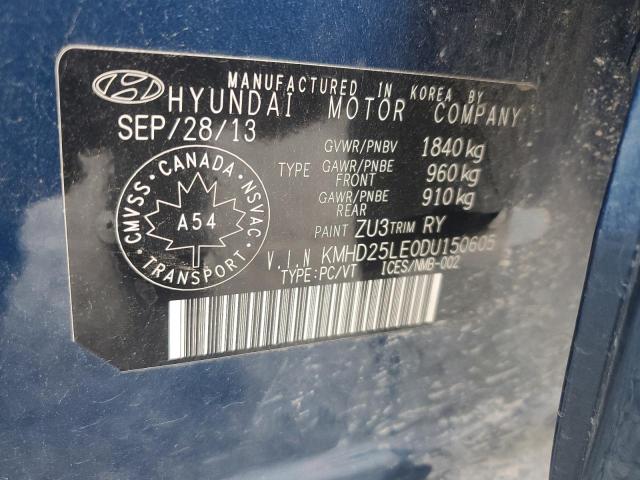 MANUFACTURED IN KOREA BY
HYUNDAI MOTOR COMPANY
SEP/28/13
GVWR/PNBV 1840 kg
TYPE GAWR/PNBE FRONT 960 kg
GAWR/PNBE REAR 910 kg
PAINT ZU3 TRIM RY
V.I.N KMHD25LE0DU150605
TYPE:PC/VT ICES/NMB-002
CMVSS · CANADA · NSVAC
A54
TRANSPORT